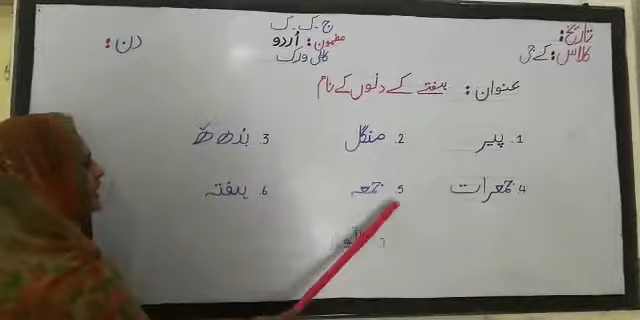 ج۔ک۔ک
تاریخ: مضمون: اُردو دن:
کلاس: کے جی کاپی ورک
عنوان: ہفتے کے دنوں کے نام
1. پیر 2. منگل 3. بُدھ
4. جمعرات 5. جمعہ 6. ہفتہ